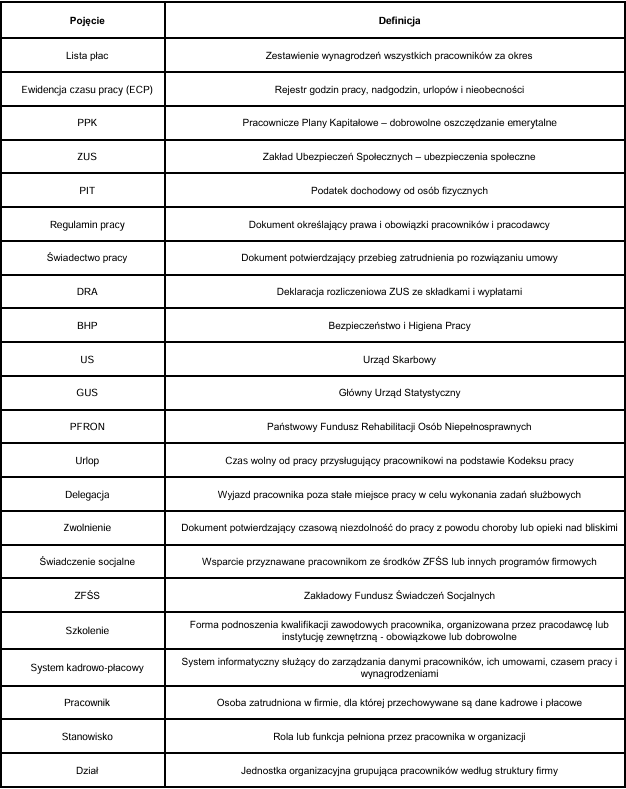 Pojęcie Definicja
Lista płac Zestawienie wynagrodzeń wszystkich pracowników za okres
Ewidencja czasu pracy (ECP) Rejestr godzin pracy, nadgodzin, urlopów i nieobecności
PPK Pracownicze Plany Kapitałowe – dobrowolne oszczędzanie emerytalne
ZUS Zakład Ubezpieczeń Społecznych – ubezpieczenia społeczne
PIT Podatek dochodowy od osób fizycznych
Regulamin pracy Dokument określający prawa i obowiązki pracowników i pracodawcy
Świadectwo pracy Dokument potwierdzający przebieg zatrudnienia po rozwiązaniu umowy
DRA Deklaracja rozliczeniowa ZUS ze składkami i wypłatami
BHP Bezpieczeństwo i Higiena Pracy
US Urząd Skarbowy
GUS Główny Urząd Statystyczny
PFRON Państwowy Fundusz Rehabilitacji Osób Niepełnosprawnych
Urlop Czas wolny od pracy przysługujący pracownikowi na podstawie Kodeksu pracy
Delegacja Wyjazd pracownika poza stałe miejsce pracy w celu wykonania zadań służbowych
Zwolnienie Dokument potwierdzający czasową niezdolność do pracy z powodu choroby lub opieki nad bliskimi
Świadczenie socjalne Wsparcie przyznawane pracownikom ze środków ZFŚS lub innych programów firmowych
ZFŚS Zakładowy Fundusz Świadczeń Socjalnych
Szkolenie Forma podnoszenia kwalifikacji zawodowych pracownika, organizowana przez pracodawcę lub
instytucję zewnętrzną - obowiązkowe lub dobrowolne
System kadrowo-płacowy System informatyczny służący do zarządzania danymi pracowników, ich umowami, czasem pracy i
wynagrodzeniami
Pracownik Osoba zatrudniona w firmie, dla której przechowywane są dane kadrowe i płacowe
Stanowisko Rola lub funkcja pełniona przez pracownika w organizacji
Dział Jednostka organizacyjna grupująca pracowników według struktury firmy